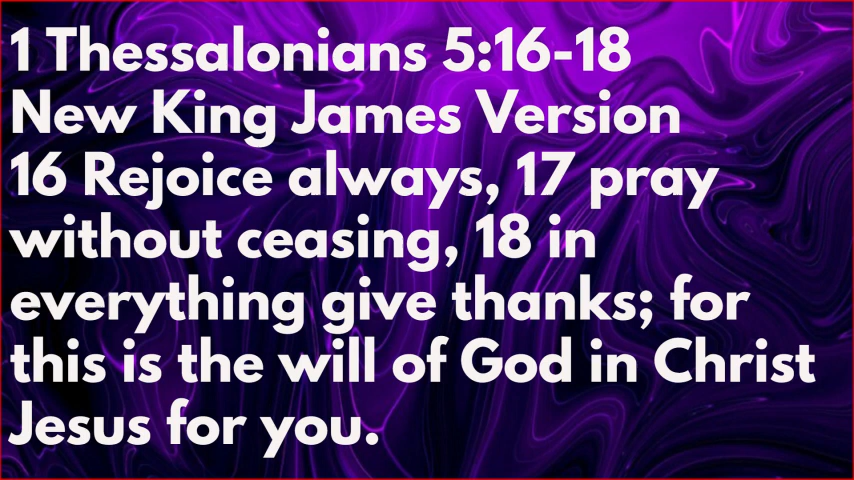 1 Thessalonians 5:16-18
New King James Version
16 Rejoice always, 17 pray
without ceasing, 18 in
everything give thanks; for
this is the will of God in Christ
Jesus for you.